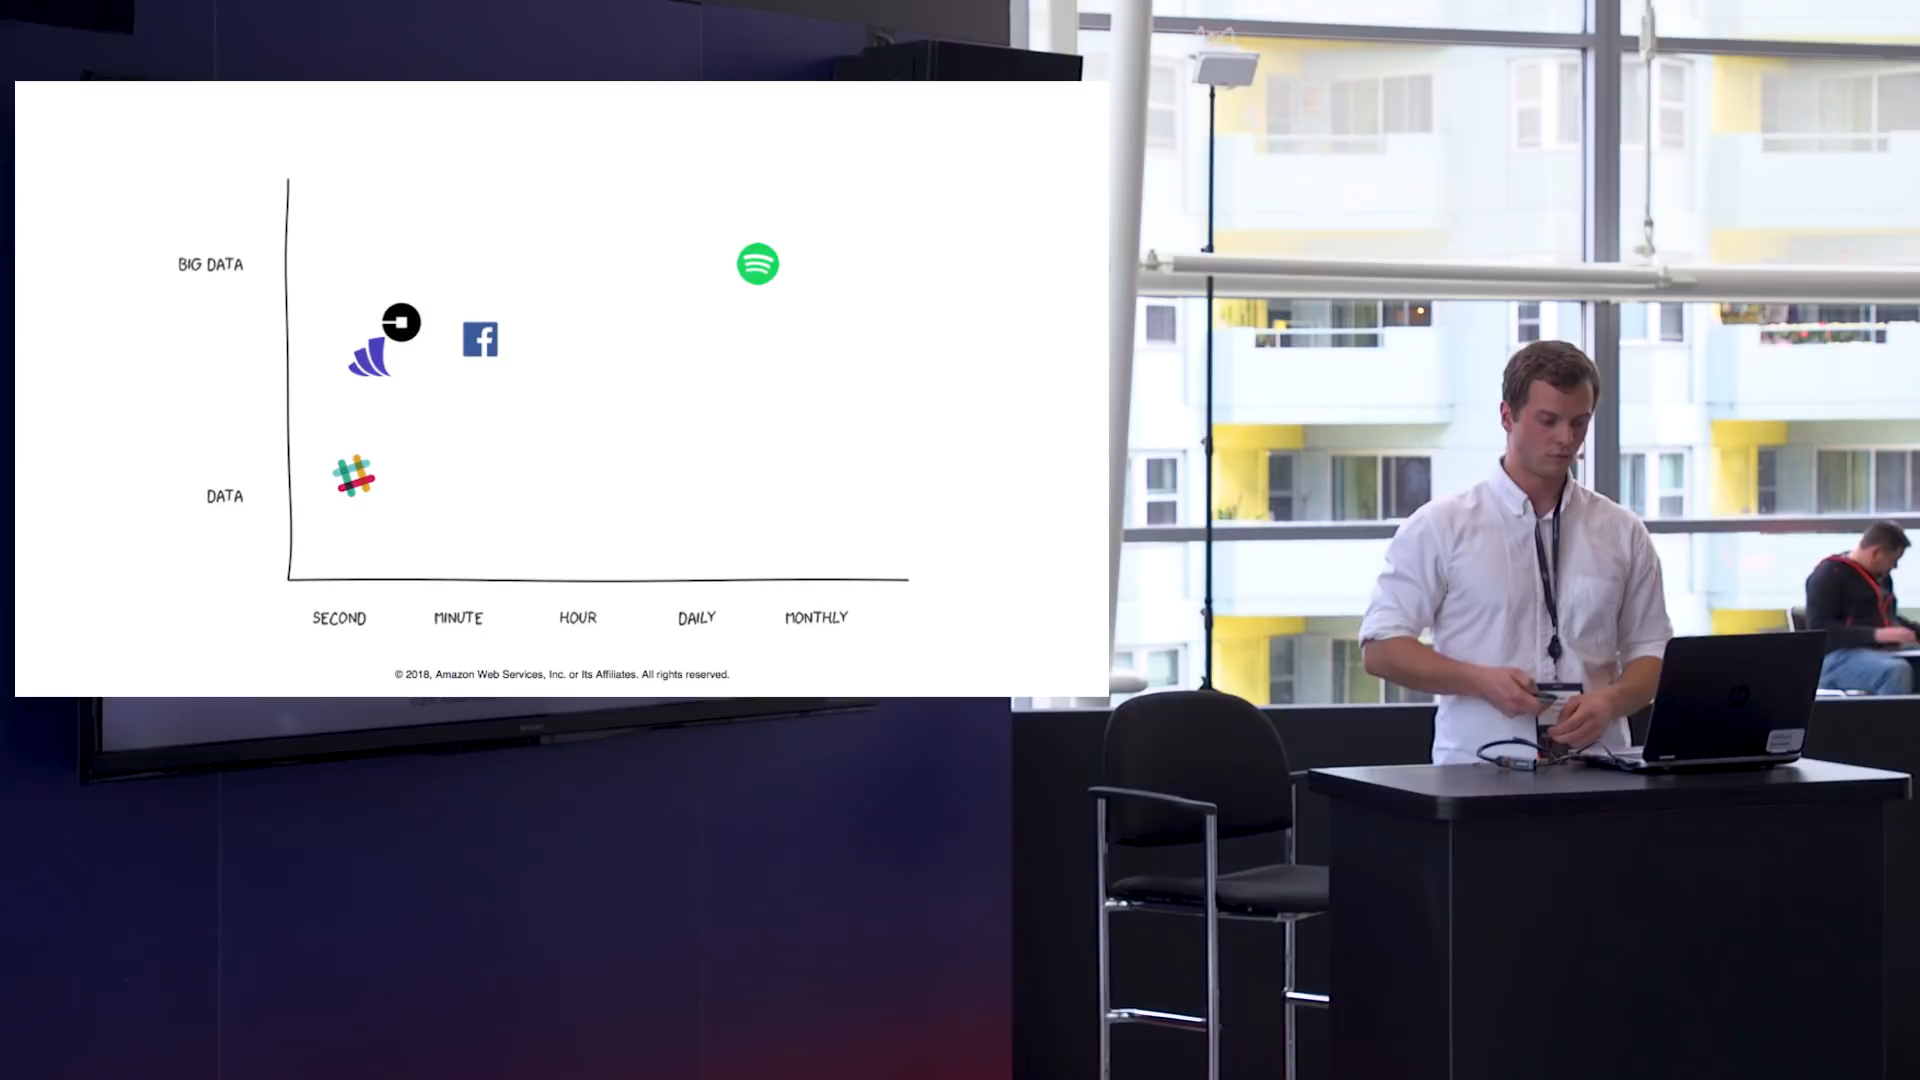 BIG DATA
DATA
SECOND MINUTE HOUR DAILY MONTHLY
© 2018, Amazon Web Services, Inc. or Its Affiliates. All rights reserved.